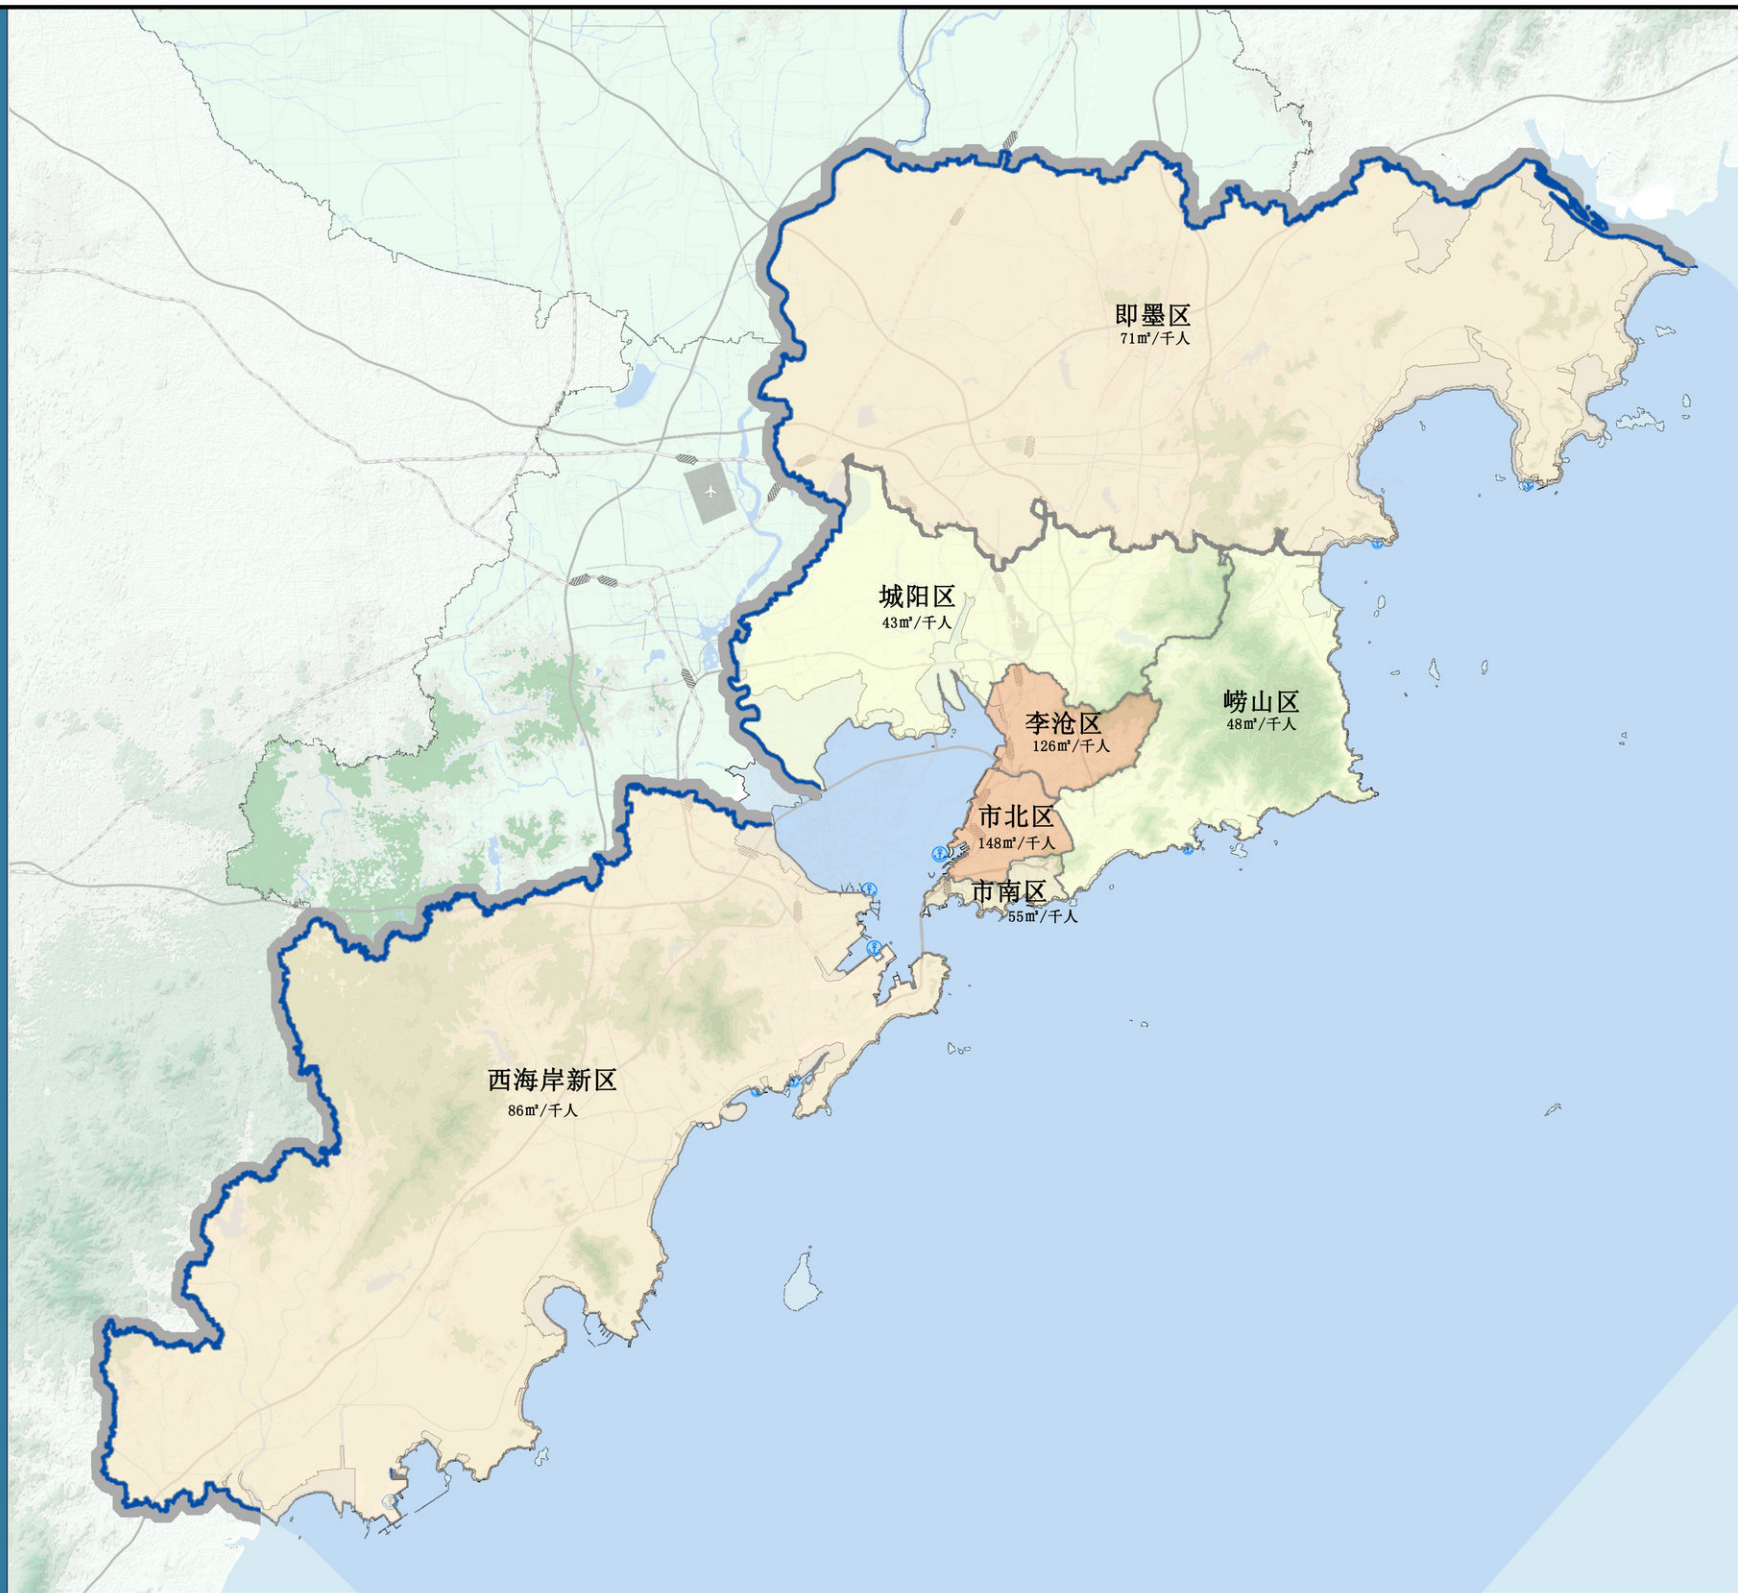 即墨区
71㎡/千人
城阳区
43㎡/千人
崂山区
48㎡/千人
李沧区
126㎡/千人
市北区
148㎡/千人
市南区
55㎡/千人
西海岸新区
86㎡/千人